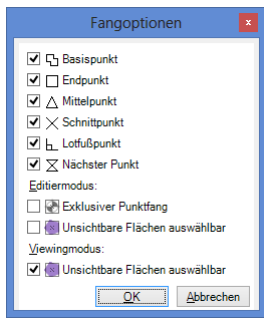 Fangoptionen
x
Basispunkt
Endpunkt
Mittelpunkt
Schnittpunkt
Lotfußpunkt
Nächster Punkt
Editiermodus:
Exklusiver Punktfang
Unsichtbare Flächen auswählbar
Viewingmodus:
Unsichtbare Flächen auswählbar
OK Abbrechen